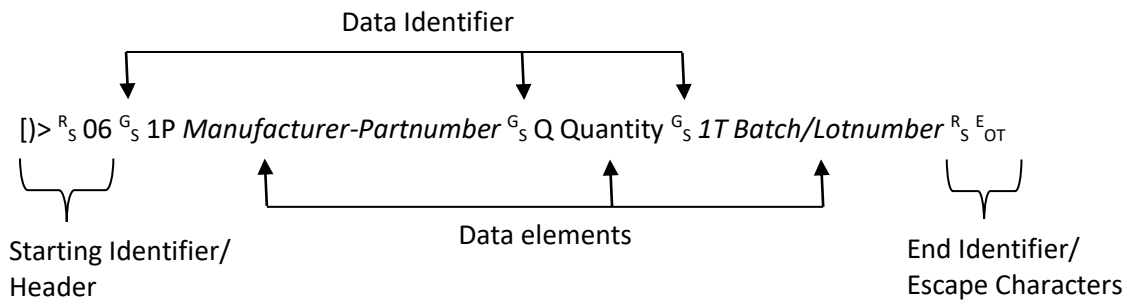 Data Identifier
[)> ᴿS 06 ᴳS 1P Manufacturer-Partnumber ᴳS Q Quantity ᴳS 1T Batch/Lotnumber ᴿS ᴱOT
Data elements
Starting Identifier/
Header
End Identifier/
Escape Characters